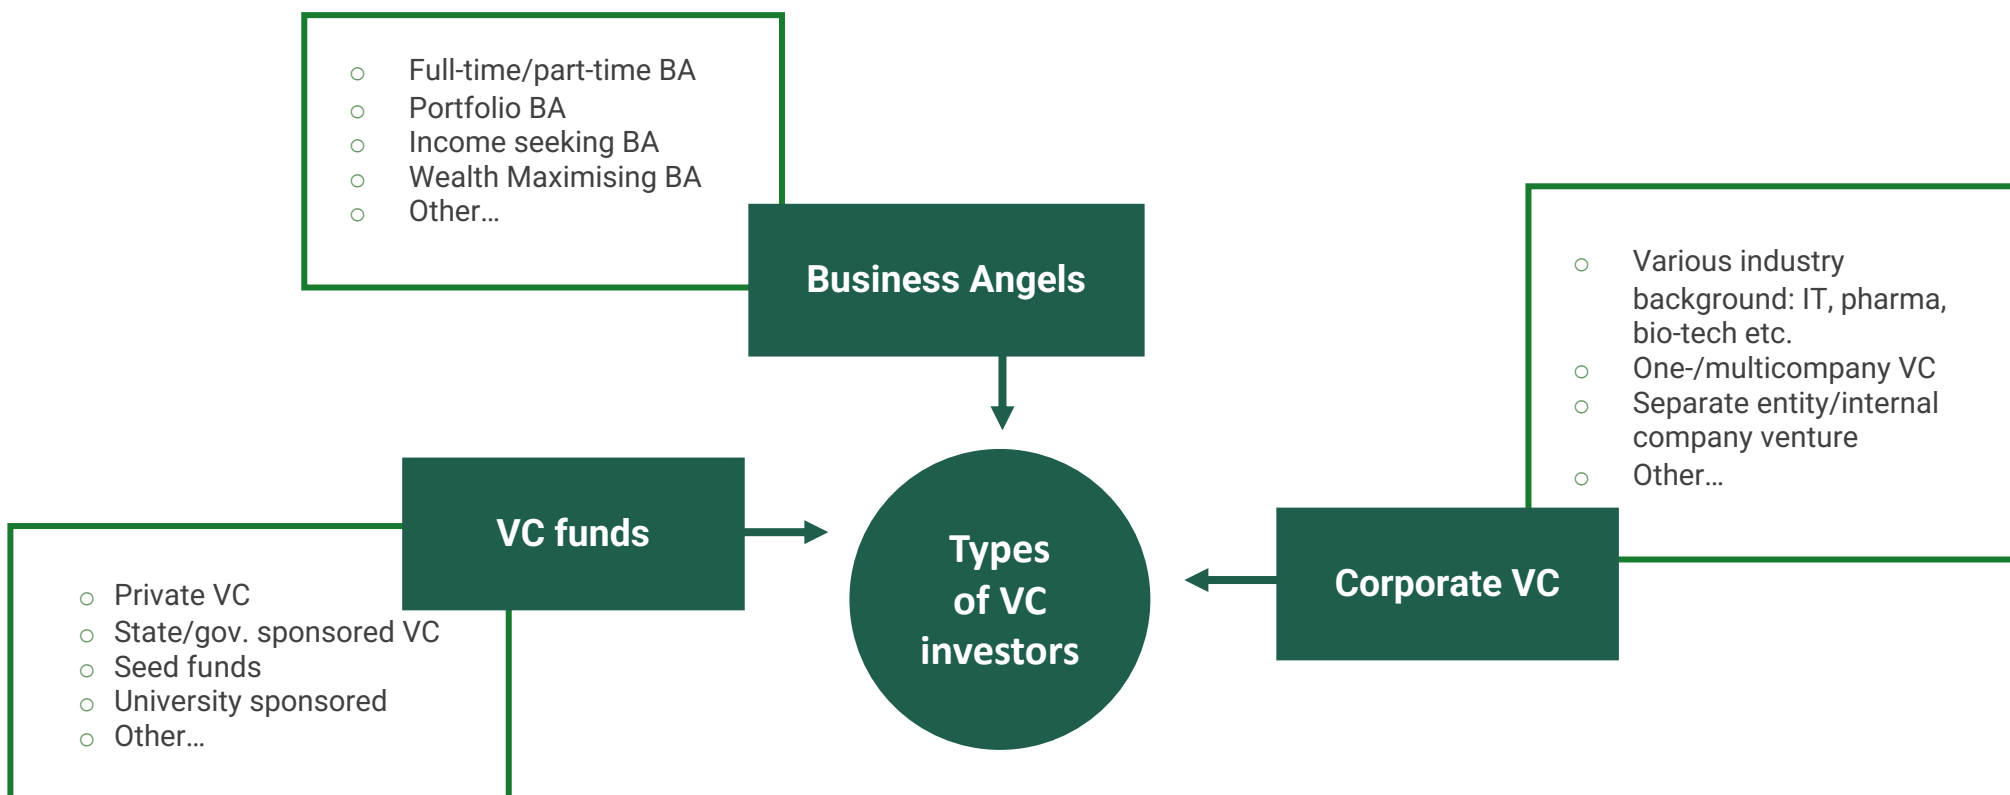 Full-time/part-time BA
Portfolio BA
Income seeking BA
Wealth Maximising BA
Other…
Business Angels
Various industry
background: IT, pharma,
bio-tech etc.
One-/multicompany VC
Separate entity/internal
company venture
Other…
VC funds
Private VC
State/gov. sponsored VC
Seed funds
University sponsored
Other…
Types
of VC
investors
Corporate VC